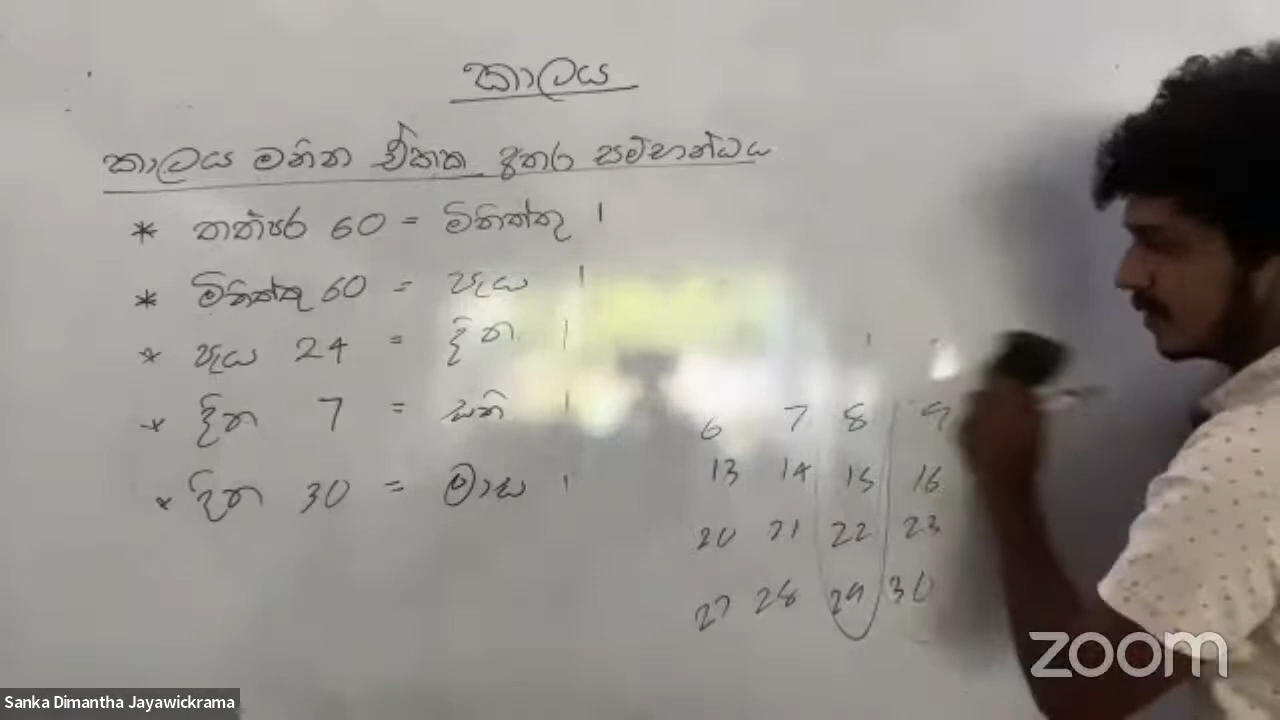 කාලය
කාලය මනින ඒකක අතර සම්බාන්ධය
* තත්පර 60 = මිනිත්තු 1
* මිනිත්තු 60 = පැය 1
* පැය 24 = දින 1
* දින 7 = සති 1
* දින 30 = මාස 1
1
6 7 8 9
13 14 15 16
20 21 22 23
27 28 29 30
zoom
Sanka Dimantha Jayawickrama